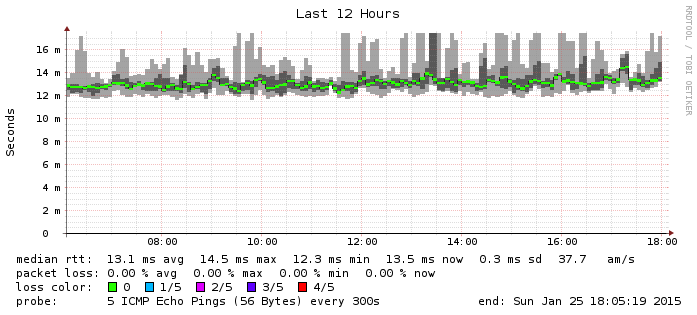 Last 12 Hours
RRDTOOL / TOBI OETIKER
Seconds
16 m
14 m
12 m
10 m
8 m
6 m
4 m
2 m
0
08:00 10:00 12:00 14:00 16:00 18:00
median rtt: 13.1 ms avg 14.5 ms max 12.3 ms min 13.5 ms now 0.3 ms sd 37.7 am/s
packet loss: 0.00 % avg 0.00 % max 0.00 % min 0.00 % now
loss color: 0 1/5 2/5 3/5 4/5
probe: 5 ICMP Echo Pings (56 Bytes) every 300s end: Sun Jan 25 18:05:19 2015